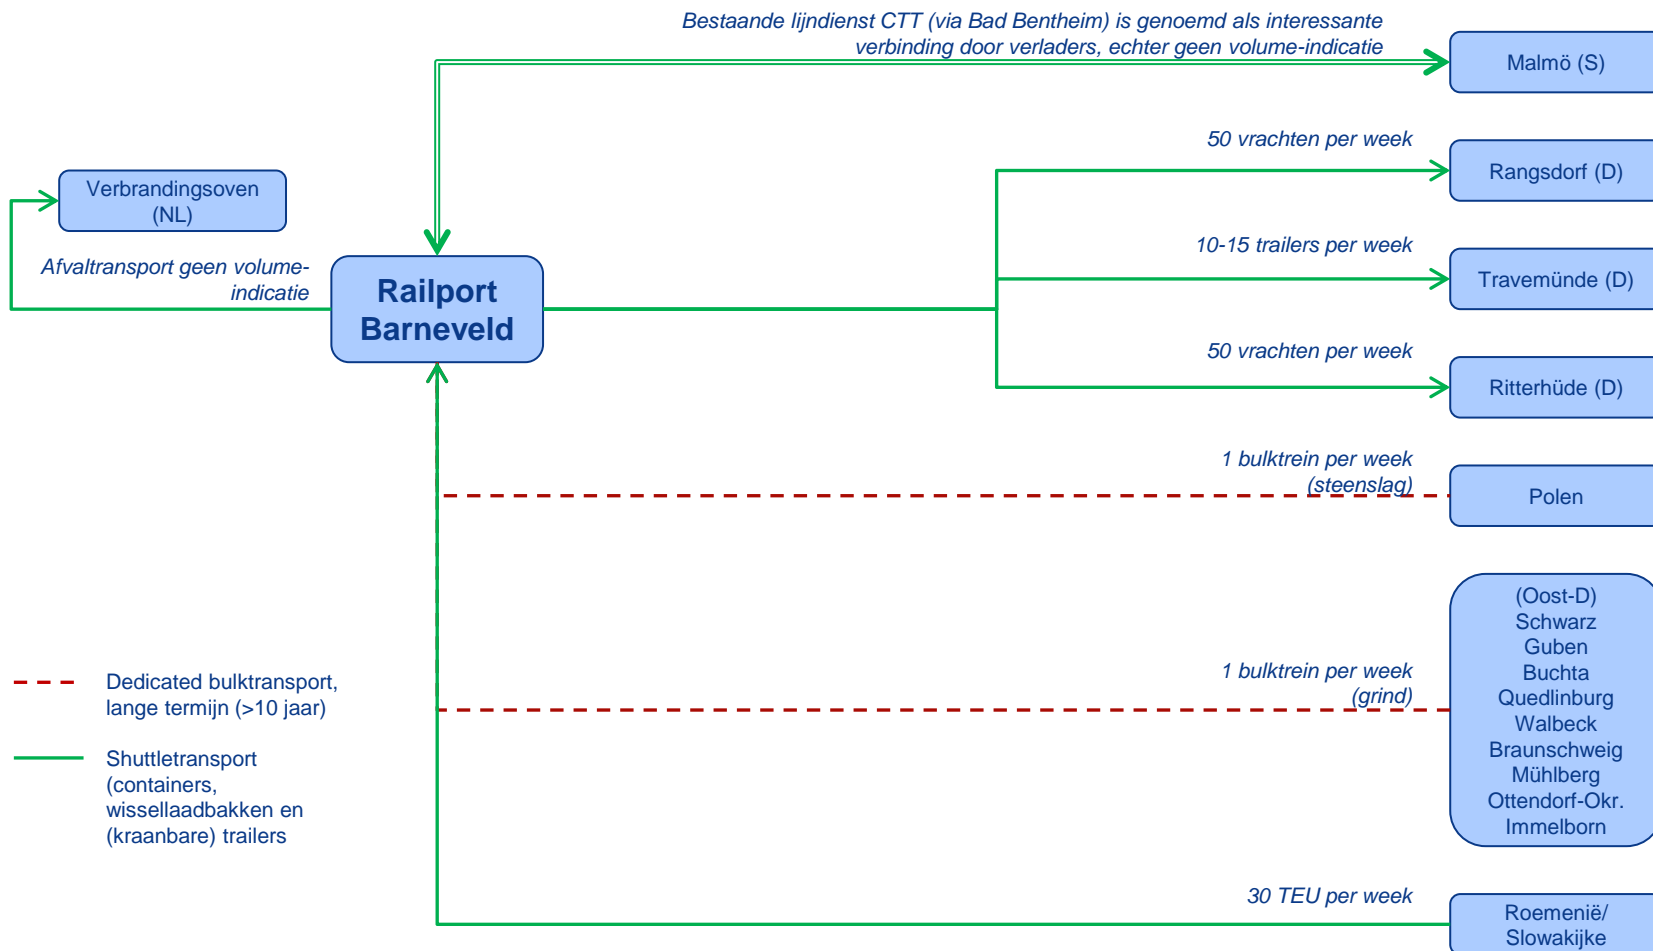 Bestaande lijndienst CTT (via Bad Bentheim) is genoemd als interessante
verbinding door verladers, echter geen volume-indicatie
Malmö (S)
50 vrachten per week
Rangsdorf (D)
Verbrandingsoven
(NL)
10-15 trailers per week
Travemünde (D)
Afvaltransport geen volume-
indicatie
Railport
Barneveld
50 vrachten per week
Ritterhüde (D)
1 bulktrein per week
(steenslag)
Polen
(Oost-D)
Schwarz
Guben
Buchta
Quedlinburg
Walbeck
Braunschweig
Mühlberg
Ottendorf-Okr.
Immelborn
1 bulktrein per week
(grind)
Dedicated bulktransport,
lange termijn (>10 jaar)
Shuttletransport
(containers,
wissellaadbakken en
(kraanbare) trailers
30 TEU per week
Roemenië/
Slowakijke